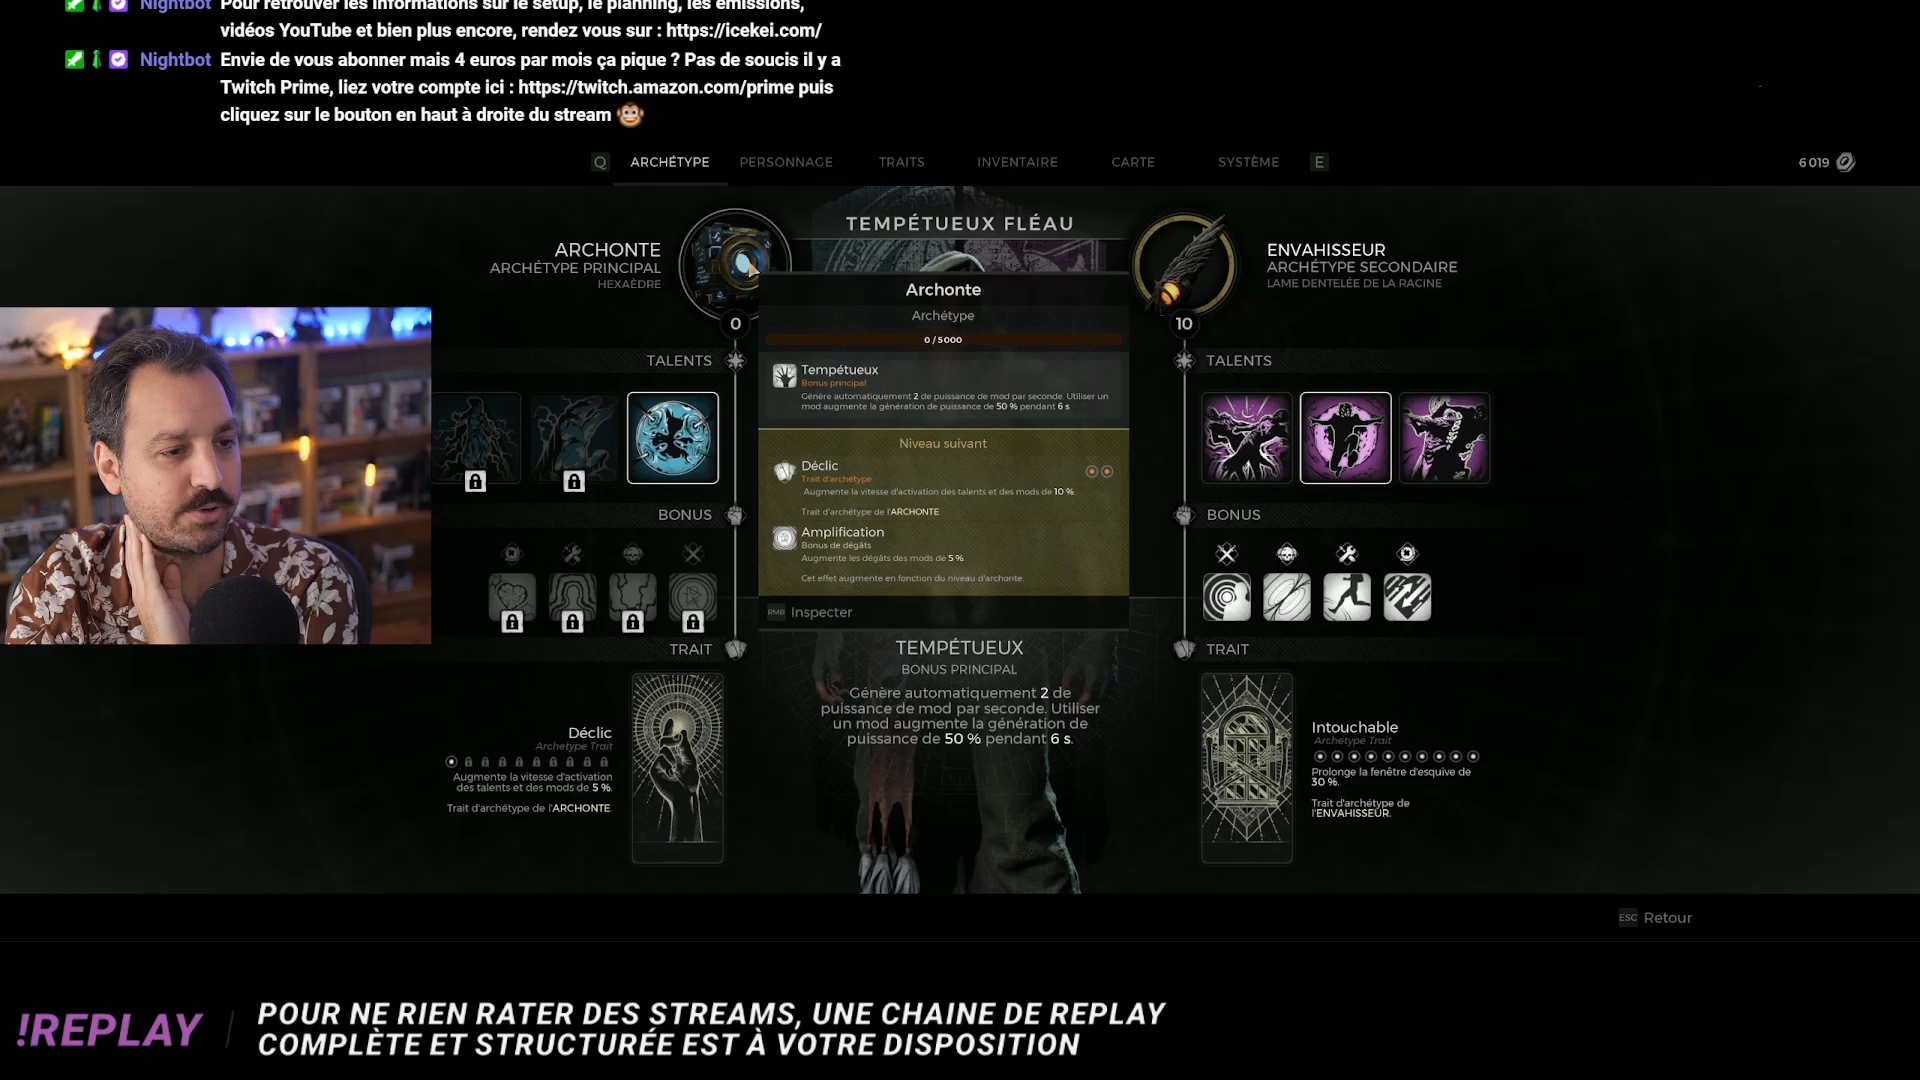 Nightbot Pour retrouver les informations sur le setup, le planning, les émissions,
vidéos YouTube et bien plus encore, rendez vous sur : https://icekei.com/
Nightbot Envie de vous abonner mais 4 euros par mois ça pique ? Pas de soucis il y a
Twitch Prime, liez votre compte ici : https://twitch.amazon.com/prime puis
cliquez sur le bouton en haut à droite du stream
Q ARCHÉTYPE PERSONNAGE TRAITS INVENTAIRE CARTE SYSTÈME E
6 019
TEMPÉTUEUX FLÉAU
ARCHONTE
ARCHÉTYPE PRINCIPAL
HEXAÈDRE
0
TALENTS
BONUS
TRAIT
Déclic
Archetype Trait
Augmente la vitesse d'activation
des talents et des mods de 5 %.
Trait d'archétype de l'ARCHONTE.
Archonte
Archétype
0 / 5000
Tempétueux
Bonus principal
Génère automatiquement 2 de puissance de mod par seconde. Utiliser un
mod augmente la génération de puissance de 50 % pendant 6 s.
Niveau suivant
Déclic
Trait d'archétype
Augmente la vitesse d'activation des talents et des mods de 10 %.
Trait d'archétype de l'ARCHONTE.
Amplification
Bonus de dégâts
Augmente les dégâts des mods de 5 %.
Cet effet augmente en fonction du niveau d'archonte.
RMB Inspecter
TEMPÉTUEUX
BONUS PRINCIPAL
Génère automatiquement 2 de
puissance de mod par seconde. Utiliser
un mod augmente la génération de
puissance de 50 % pendant 6 s.
ENVAHISSEUR
ARCHÉTYPE SECONDAIRE
LAME DENTELÉE DE LA RACINE
10
TALENTS
BONUS
TRAIT
Intouchable
Archetype Trait
Prolonge la fenêtre d'esquive de
30 %.
Trait d'archétype de
l'ENVAHISSEUR.
ESC Retour
!REPLAY
POUR NE RIEN RATER DES STREAMS, UNE CHAINE DE REPLAY
COMPLÈTE ET STRUCTURÉE EST À VOTRE DISPOSITION